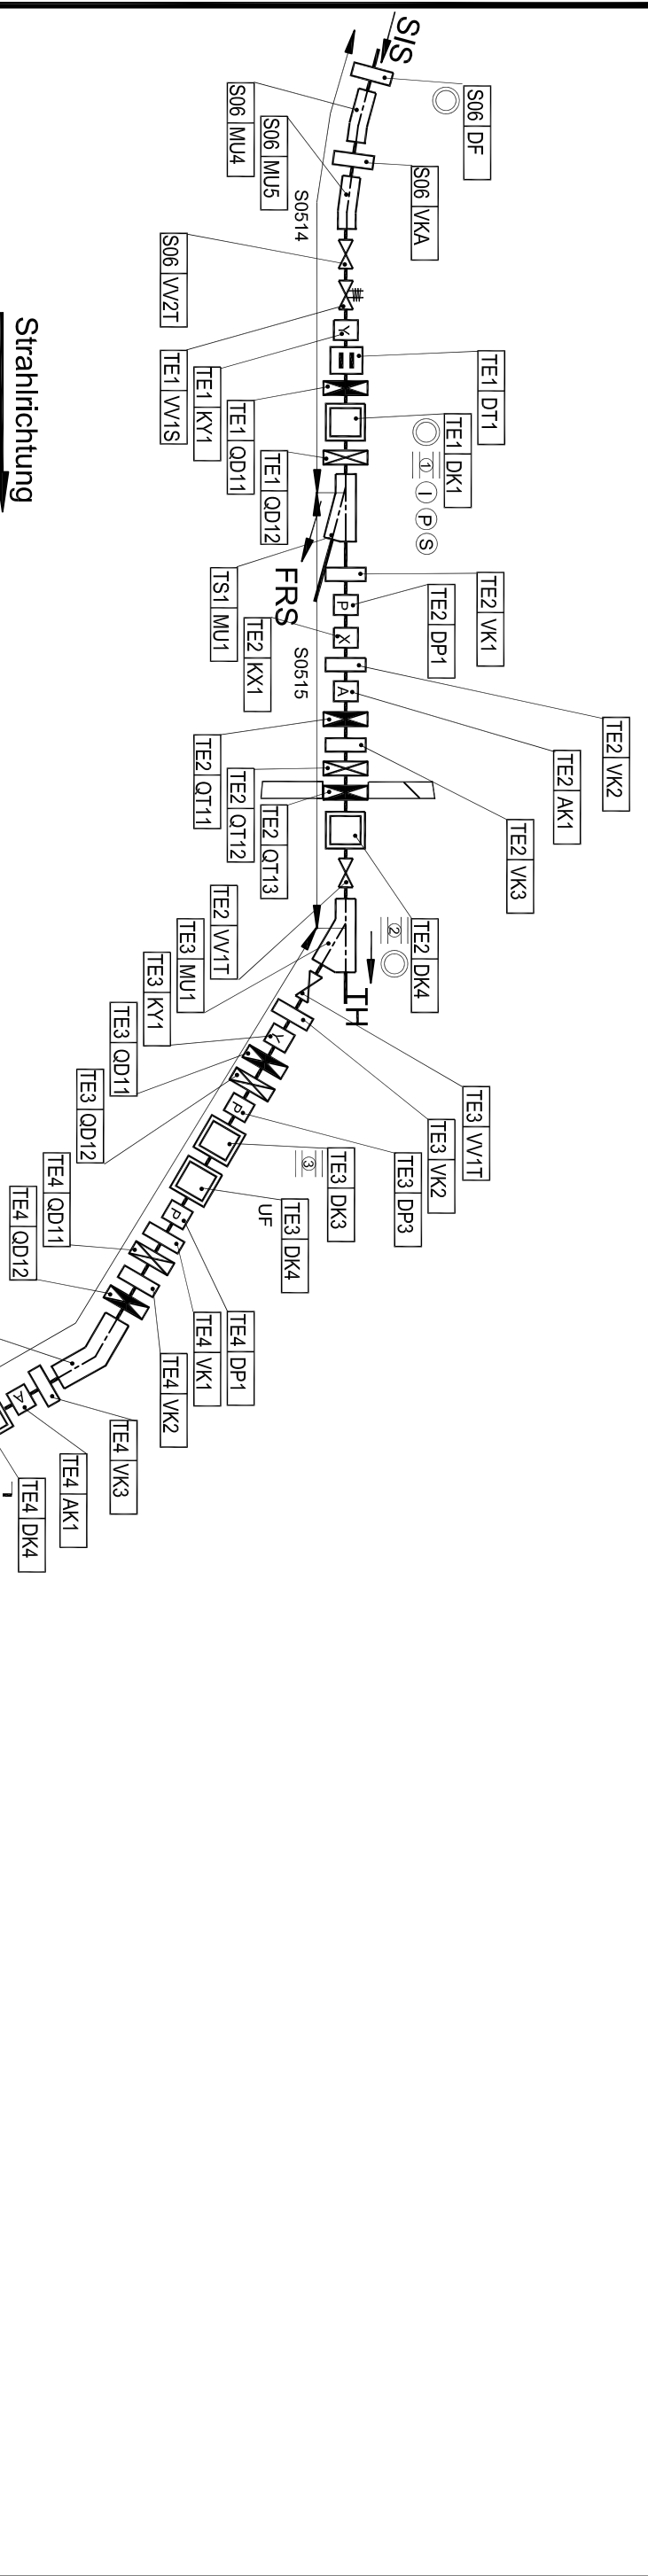 SIS
S06 DF
S06 MU4
S06 MU5
S06 VKA
S0514
S06 VV2T
TE1 VV1S
TE1 KY1
TE1 QD11
TE1 QD12
Y
TE1 DT1
TE1 DK1
1 I P S
Strahlrichtung
FRS
TS1 MU1
TE2 KX1
S0515
TE2 VK1
TE2 DP1
P
X
A
TE2 VK2
TE2 AK1
TE2 VK3
TE2 QT11
TE2 QT12
TE2 QT13
TE2 VV1T
TE2 DK4
2
TH
TE3 MU1
TE3 KY1
TE3 QD11
TE3 QD12
Y
P
TE3 VV1T
TE3 VK2
TE3 DP3
TE3 DK3
3
TE3 DK4
UF
P
TE4 QD11
TE4 QD12
TE4 DP1
TE4 VK1
TE4 VK2
TE4 VK3
A
TE4 AK1
TE4 DK4